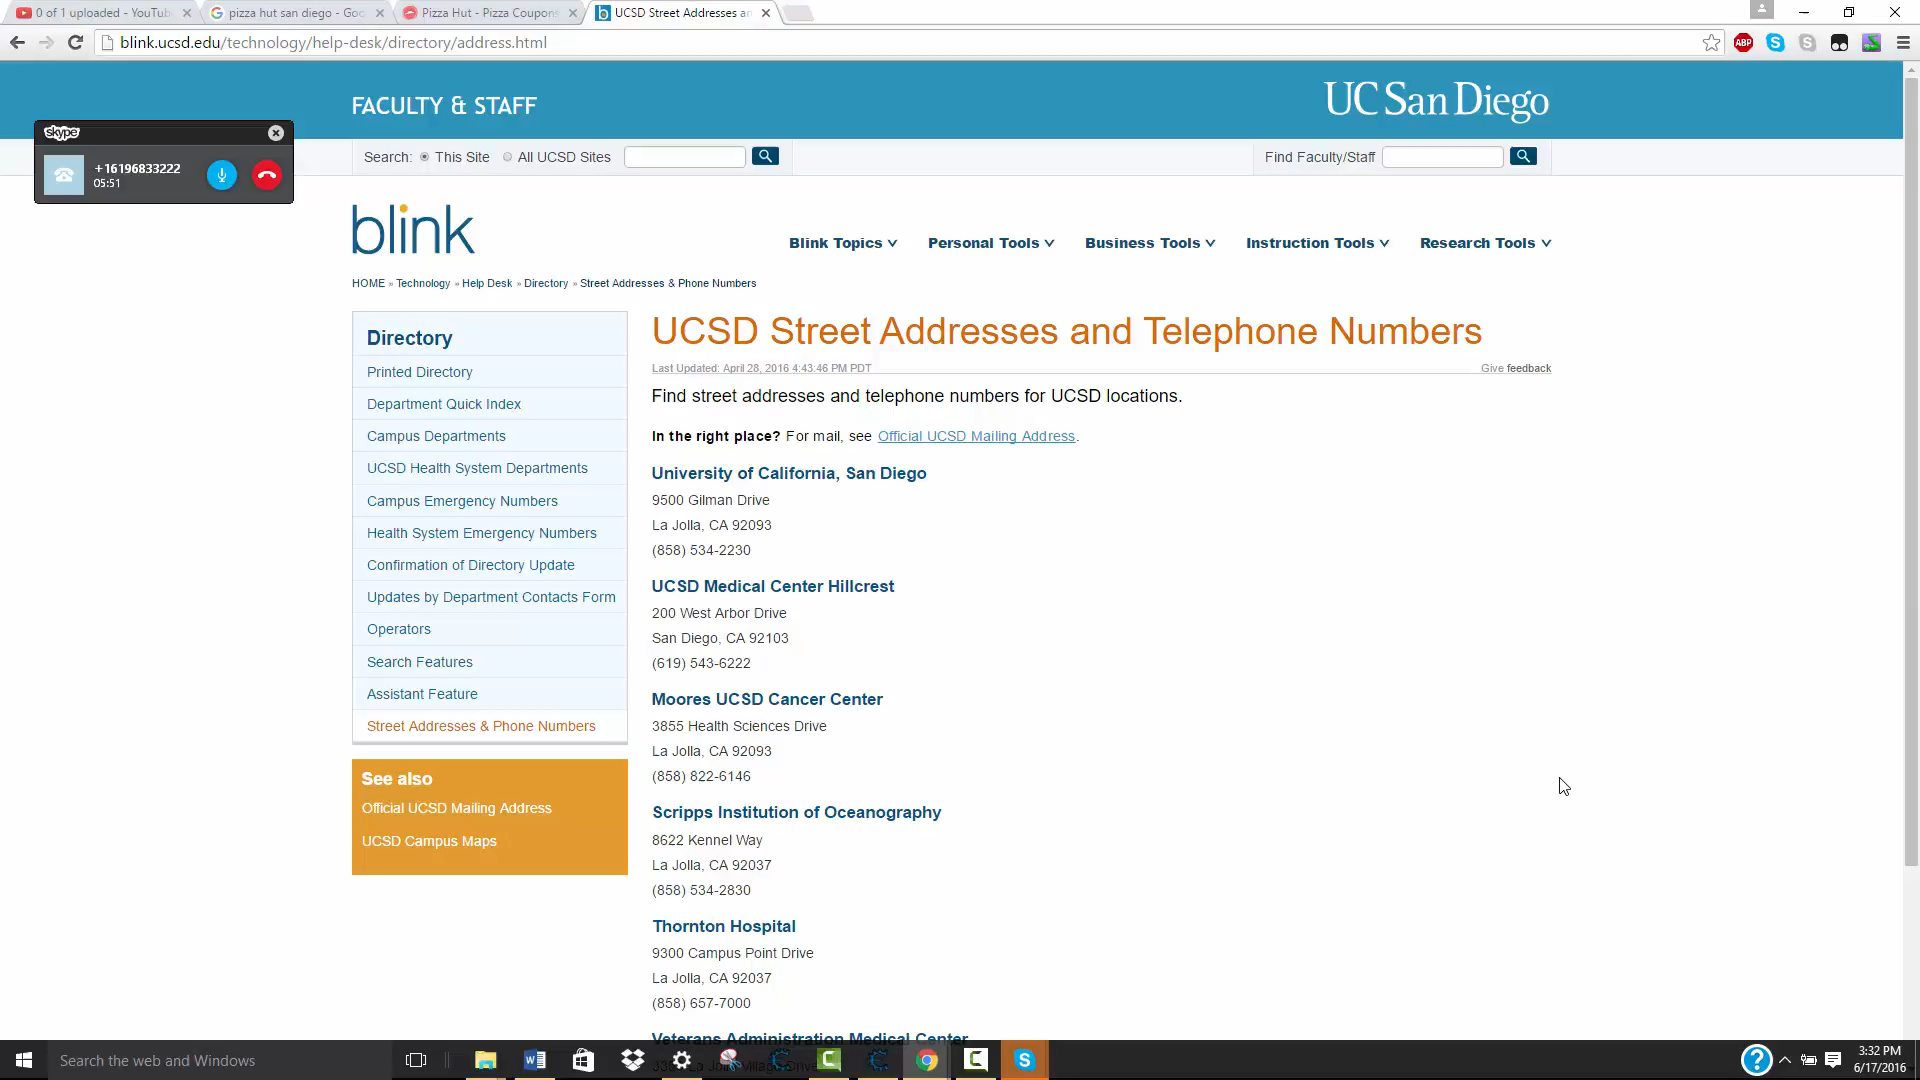 0 of 1 uploaded - YouTub
pizza hut san diego - Goo
Pizza Hut - Pizza Coupons
UCSD Street Addresses an
blink.ucsd.edu/technology/help-desk/directory/address.html
ABP
FACULTY & STAFF
UC San Diego
skype
+16196833222
05:51
Search: This Site All UCSD Sites
Find Faculty/Staff
blink
Blink Topics Personal Tools Business Tools Instruction Tools Research Tools
HOME » Technology » Help Desk » Directory » Street Addresses & Phone Numbers
Directory
Printed Directory
Department Quick Index
Campus Departments
UCSD Health System Departments
Campus Emergency Numbers
Health System Emergency Numbers
Confirmation of Directory Update
Updates by Department Contacts Form
Operators
Search Features
Assistant Feature
Street Addresses & Phone Numbers
See also
Official UCSD Mailing Address
UCSD Campus Maps
UCSD Street Addresses and Telephone Numbers
Last Updated: April 28, 2016 4:43:46 PM PDT
Give feedback
Find street addresses and telephone numbers for UCSD locations.
In the right place? For mail, see Official UCSD Mailing Address.
University of California, San Diego
9500 Gilman Drive
La Jolla, CA 92093
(858) 534-2230
UCSD Medical Center Hillcrest
200 West Arbor Drive
San Diego, CA 92103
(619) 543-6222
Moores UCSD Cancer Center
3855 Health Sciences Drive
La Jolla, CA 92093
(858) 822-6146
Scripps Institution of Oceanography
8622 Kennel Way
La Jolla, CA 92037
(858) 534-2830
Thornton Hospital
9300 Campus Point Drive
La Jolla, CA 92037
(858) 657-7000
Veterans Administration Medical Center
Search the web and Windows
3:32 PM
6/17/2016